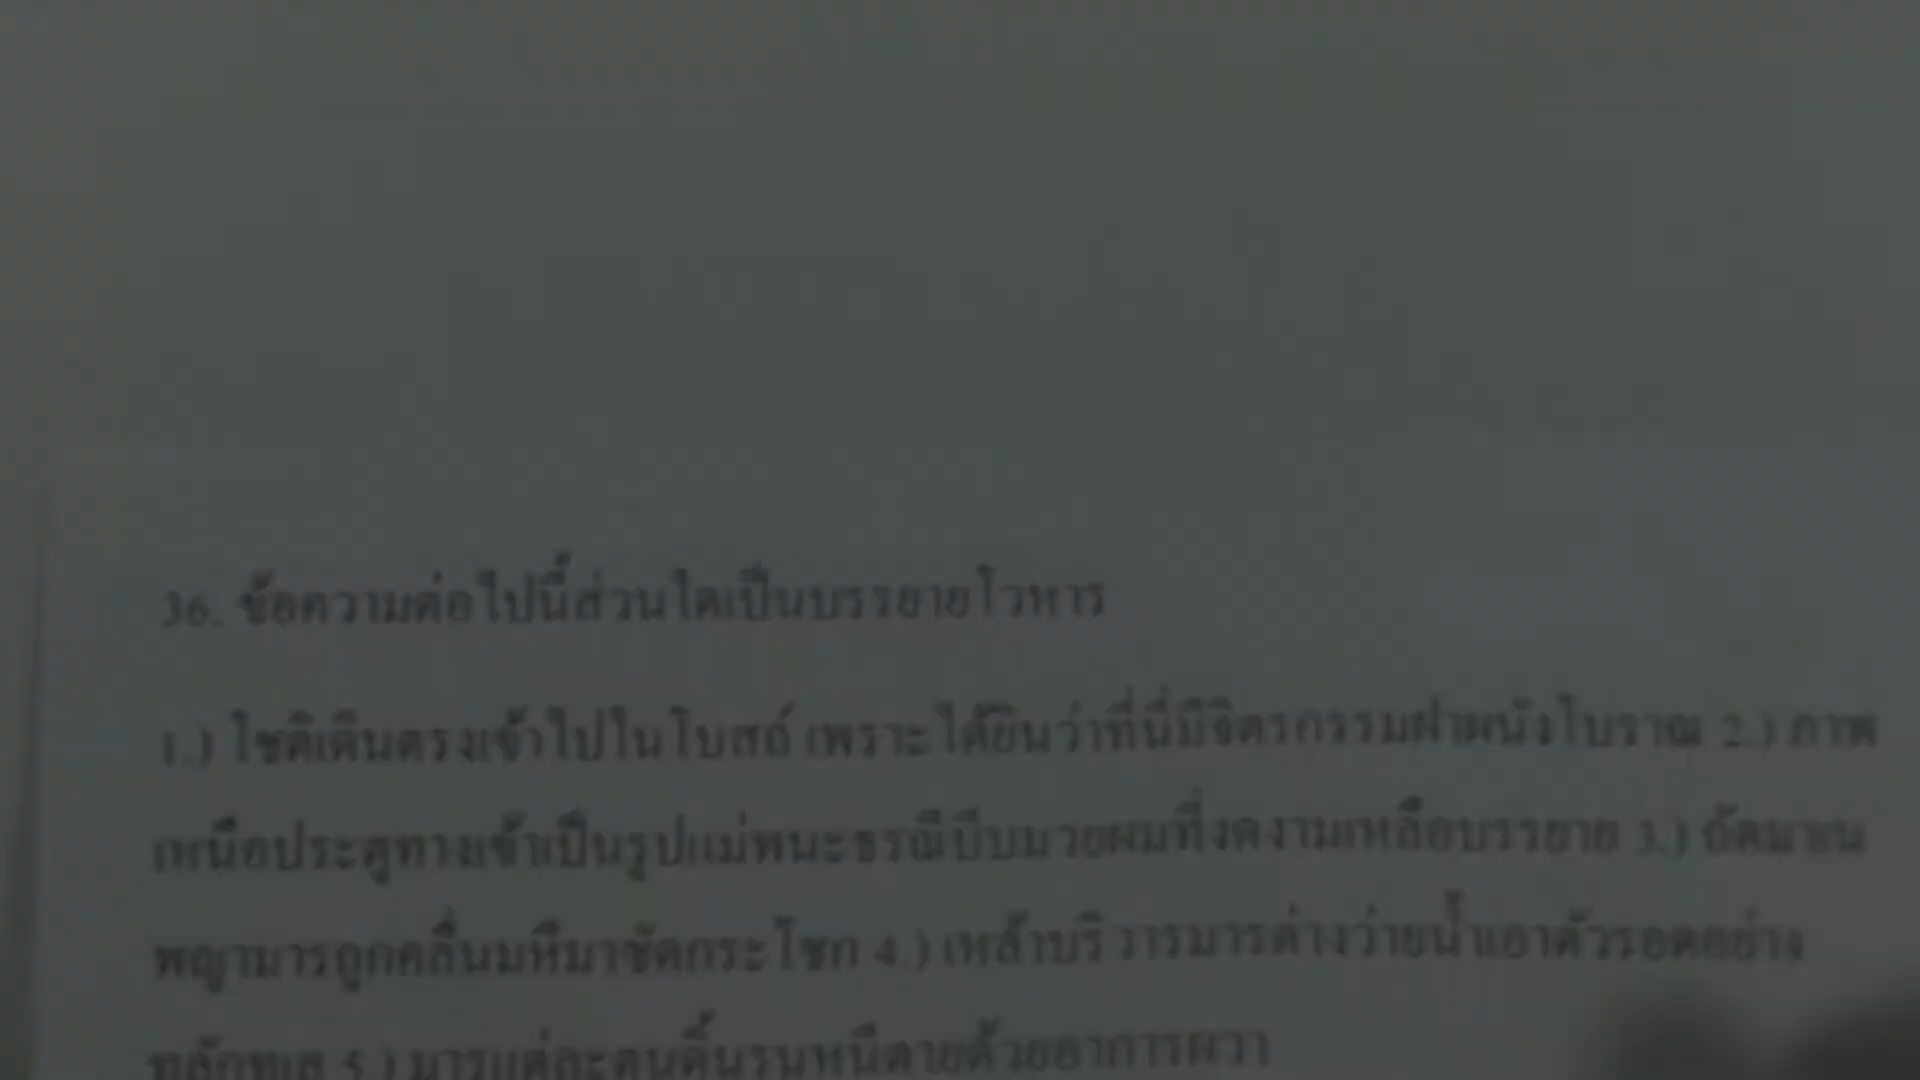 36. ข้อความต่อไปนี้ส่วนใดเป็นบรรยายโวหาร
1.) โชติเดินตรงเข้าไปในโบสถ์ เพราะได้ยินว่าที่นี่มีจิตรกรรมฝาผนังโบราณ 2.) ภาพ
เหนือประตูทางเข้าเป็นรูปแม่พระธรณีบีบมวยผมที่งดงามเหลือบรรยาย 3.) ถัดมาเป็น
พญามารถูกคลื่นมหึมาซัดกระโชก 4.) เหล้าบริวารมารต่างว่ายน้ำเอาตัวรอดอย่าง
ทุลักทุเล 5.) มารแต่ละตนดิ้นรนหนีตายด้วยอาการผวา